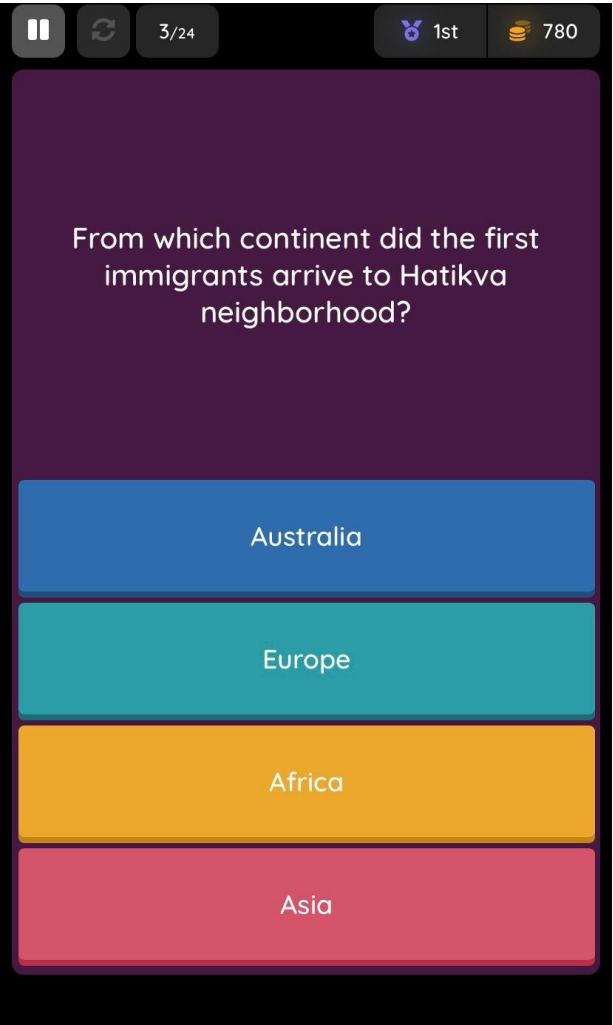 3/24
1st
780
From which continent did the first
immigrants arrive to Hatikva
neighborhood?
Australia
Europe
Africa
Asia